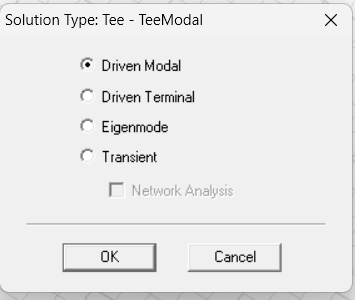 Solution Type: Tee - TeeModal
Driven Modal
Driven Terminal
Eigenmode
Transient
Network Analysis
OK Cancel